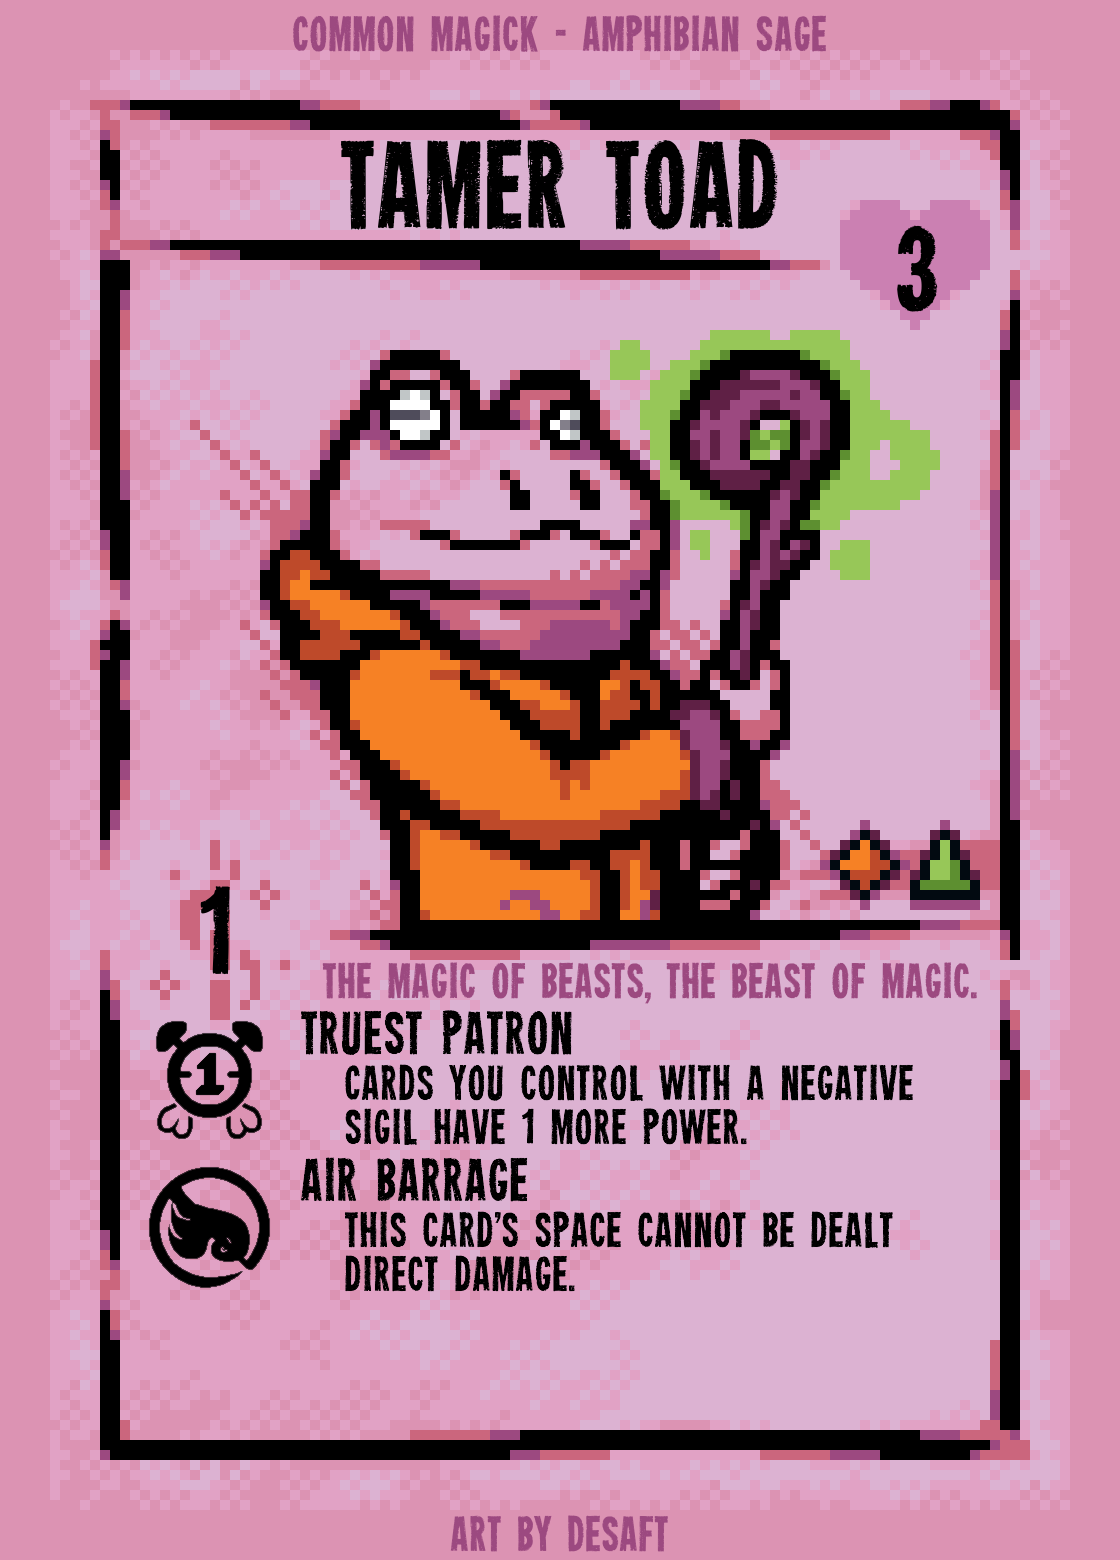 COMMON MAGICK - AMPHIBIAN SAGE
TAMER TOAD
3
1
THE MAGIC OF BEASTS, THE BEAST OF MAGIC.
TRUEST PATRON
1
CARDS YOU CONTROL WITH A NEGATIVE
SIGIL HAVE 1 MORE POWER.
AIR BARRAGE
THIS CARD'S SPACE CANNOT BE DEALT
DIRECT DAMAGE.
ART BY DESAFT